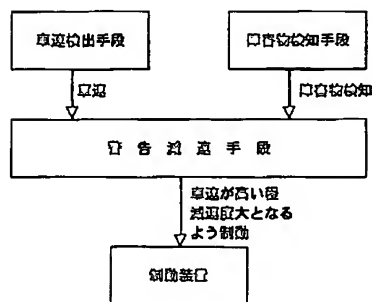 車速検出手段
障害物検知手段
車速
障害物検知
警告減速手段
車速が高い程
減速度大となる
よう制動
制動装置